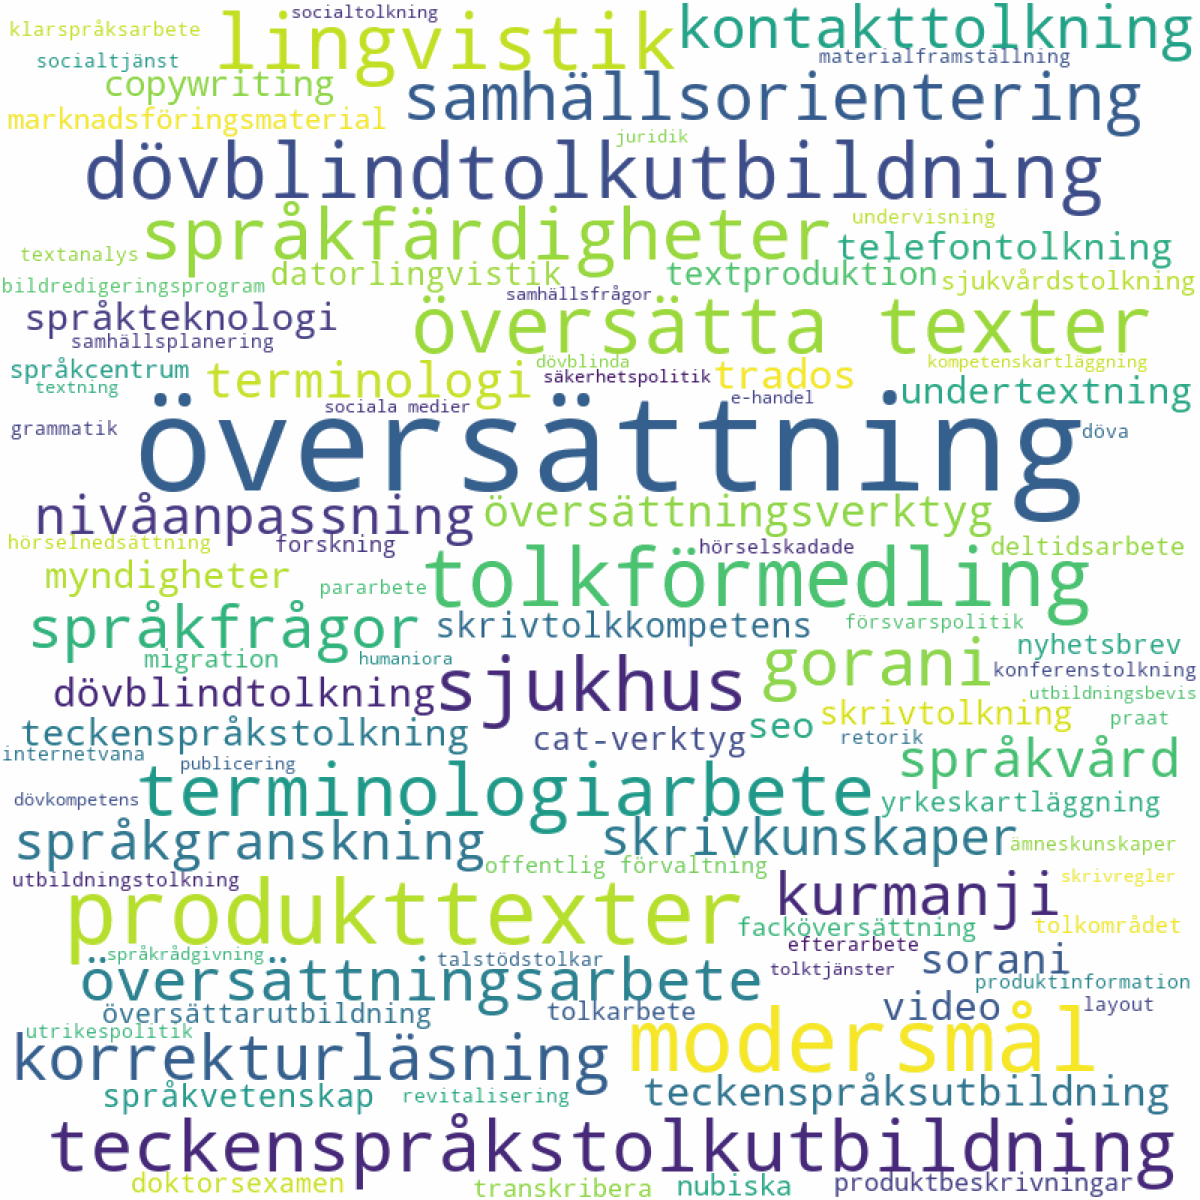 socialtolkning
klarspråksarbete
lingvistik
kontakttolkning
socialtjänst
materialframställning
copywriting
samhällsorientering
marknadsföringsmaterial
juridik
dövblindtolkutbildning
språkfärdigheter
undervisning
textanalys
telefontolkning
datorlingvistik
textproduktion
sjukvårdstolkning
bildredigeringsprogram
samhällsfrågor
språkteknologi
översätta texter
samhällsplanering
språkcentrum
terminologi
dövblinda
kompetenskartläggning
säkerhetspolitik
trados
textning
undertextning
e-handel
sociala medier
grammatik
översättning
döva
nivåanpassning
översättningsverktyg
hörselnedsättning
forskning
hörselskadade
deltidsarbete
myndigheter
pararbete
tolkförmedling
språkfrågor
skrivtolkkompetens
försvarspolitik
nyhetsbrev
migration
humaniora
gorani
konferenstolkning
dövblindtolkning
sjukhus
utbildningsbevis
skrivtolkning
praat
teckenspråkstolkning
cat-verktyg
seo
retorik
internetvana
publicering
språkvård
dövkompetens
terminologiarbete
yrkeskartläggning
språkgranskning
skrivkunskaper
ämneskunskaper
offentlig förvaltning
utbildningstolkning
skrivregler
produkttexter
kurmanji
facköversättning
tolkområdet
språkrådgivning
talstödstolkar
efterarbete
sorani
tolktjänster
översättningsarbete
produktinformation
översättarutbildning
tolkarbete
video
layout
utrikespolitik
korrekturläsning
modersmål
språkvetenskap
revitalisering
teckenspråksutbildning
teckenspråkstolkutbildning
doktorsexamen
transkribera
nubiska
produktbeskrivningar